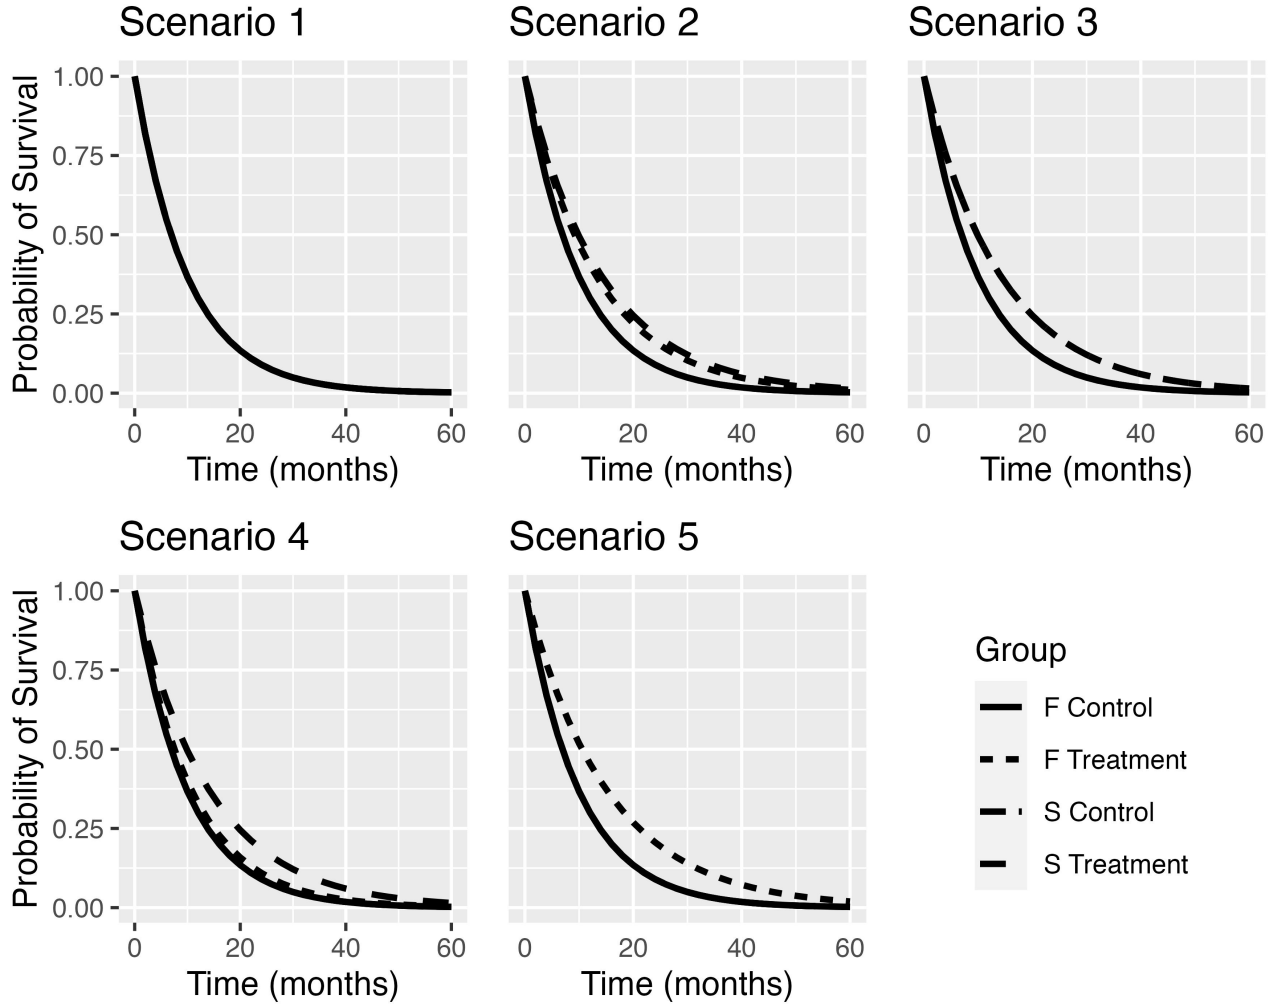 Scenario 1
Scenario 2
Scenario 3
Probability of Survival
1.00
0.75
0.50
0.25
0.00
0 20 40 60
0 20 40 60
0 20 40 60
Time (months)
Time (months)
Time (months)
Scenario 4
Scenario 5
Probability of Survival
1.00
0.75
0.50
0.25
0.00
0 20 40 60
0 20 40 60
Time (months)
Time (months)
Group
F Control
F Treatment
S Control
S Treatment